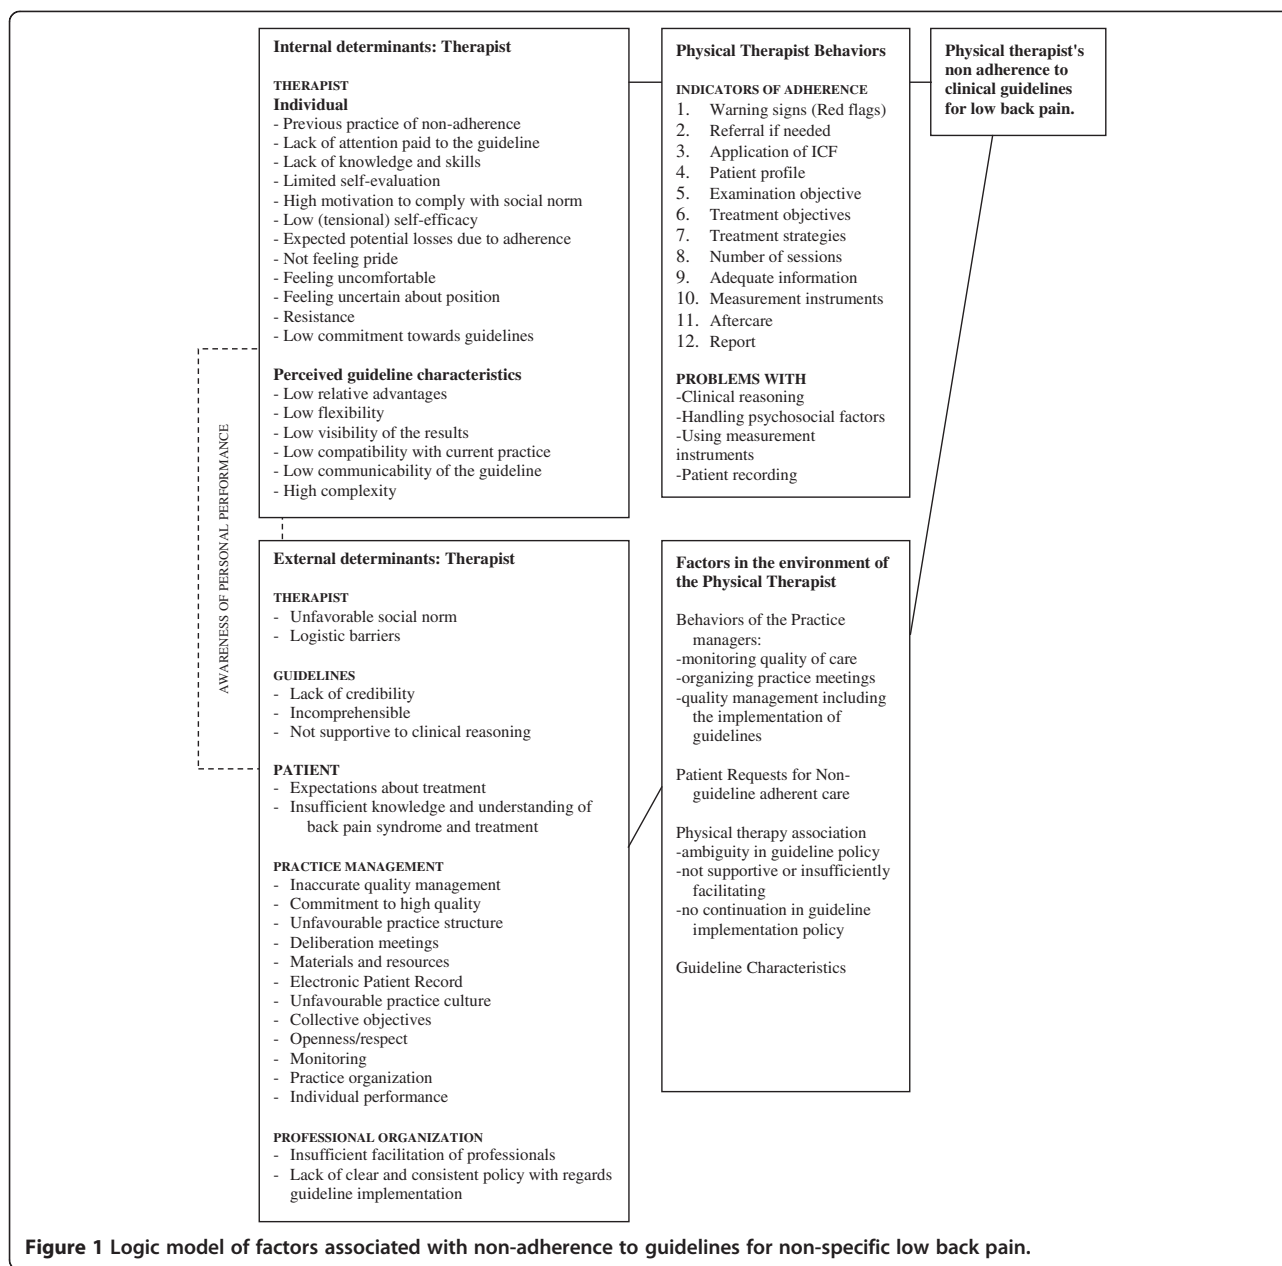 Internal determinants: Therapist
THERAPIST
Individual
- Previous practice of non-adherence
- Lack of attention paid to the guideline
- Lack of knowledge and skills
- Limited self-evaluation
- High motivation to comply with social norm
- Low (tensional) self-efficacy
- Expected potential losses due to adherence
- Not feeling pride
- Feeling uncomfortable
- Feeling uncertain about position
- Resistance
- Low commitment towards guidelines
Perceived guideline characteristics
- Low relative advantages
- Low flexibility
- Low visibility of the results
- Low compatibility with current practice
- Low communicability of the guideline
- High complexity
Physical Therapist Behaviors
INDICATORS OF ADHERENCE
1. Warning signs (Red flags)
2. Referral if needed
3. Application of ICF
4. Patient profile
5. Examination objective
6. Treatment objectives
7. Treatment strategies
8. Number of sessions
9. Adequate information
10. Measurement instruments
11. Aftercare
12. Report
PROBLEMS WITH
-Clinical reasoning
-Handling psychosocial factors
-Using measurement
instruments
-Patient recording
Physical therapist's
non adherence to
clinical guidelines
for low back pain.
AWARENESS OF PERSONAL PERFORMANCE
External determinants: Therapist
THERAPIST
- Unfavorable social norm
- Logistic barriers
GUIDELINES
- Lack of credibility
- Incomprehensible
- Not supportive to clinical reasoning
PATIENT
- Expectations about treatment
- Insufficient knowledge and understanding of
back pain syndrome and treatment
PRACTICE MANAGEMENT
- Inaccurate quality management
- Commitment to high quality
- Unfavourable practice structure
- Deliberation meetings
- Materials and resources
- Electronic Patient Record
- Unfavourable practice culture
- Collective objectives
- Openness/respect
- Monitoring
- Practice organization
- Individual performance
PROFESSIONAL ORGANIZATION
- Insufficient facilitation of professionals
- Lack of clear and consistent policy with regards
guideline implementation
Factors in the environment of
the Physical Therapist
Behaviors of the Practice
managers:
-monitoring quality of care
-organizing practice meetings
-quality management including
the implementation of
guidelines
Patient Requests for Non-
guideline adherent care
Physical therapy association
-ambiguity in guideline policy
-not supportive or insufficiently
facilitating
-no continuation in guideline
implementation policy
Guideline Characteristics
Figure 1 Logic model of factors associated with non-adherence to guidelines for non-specific low back pain.